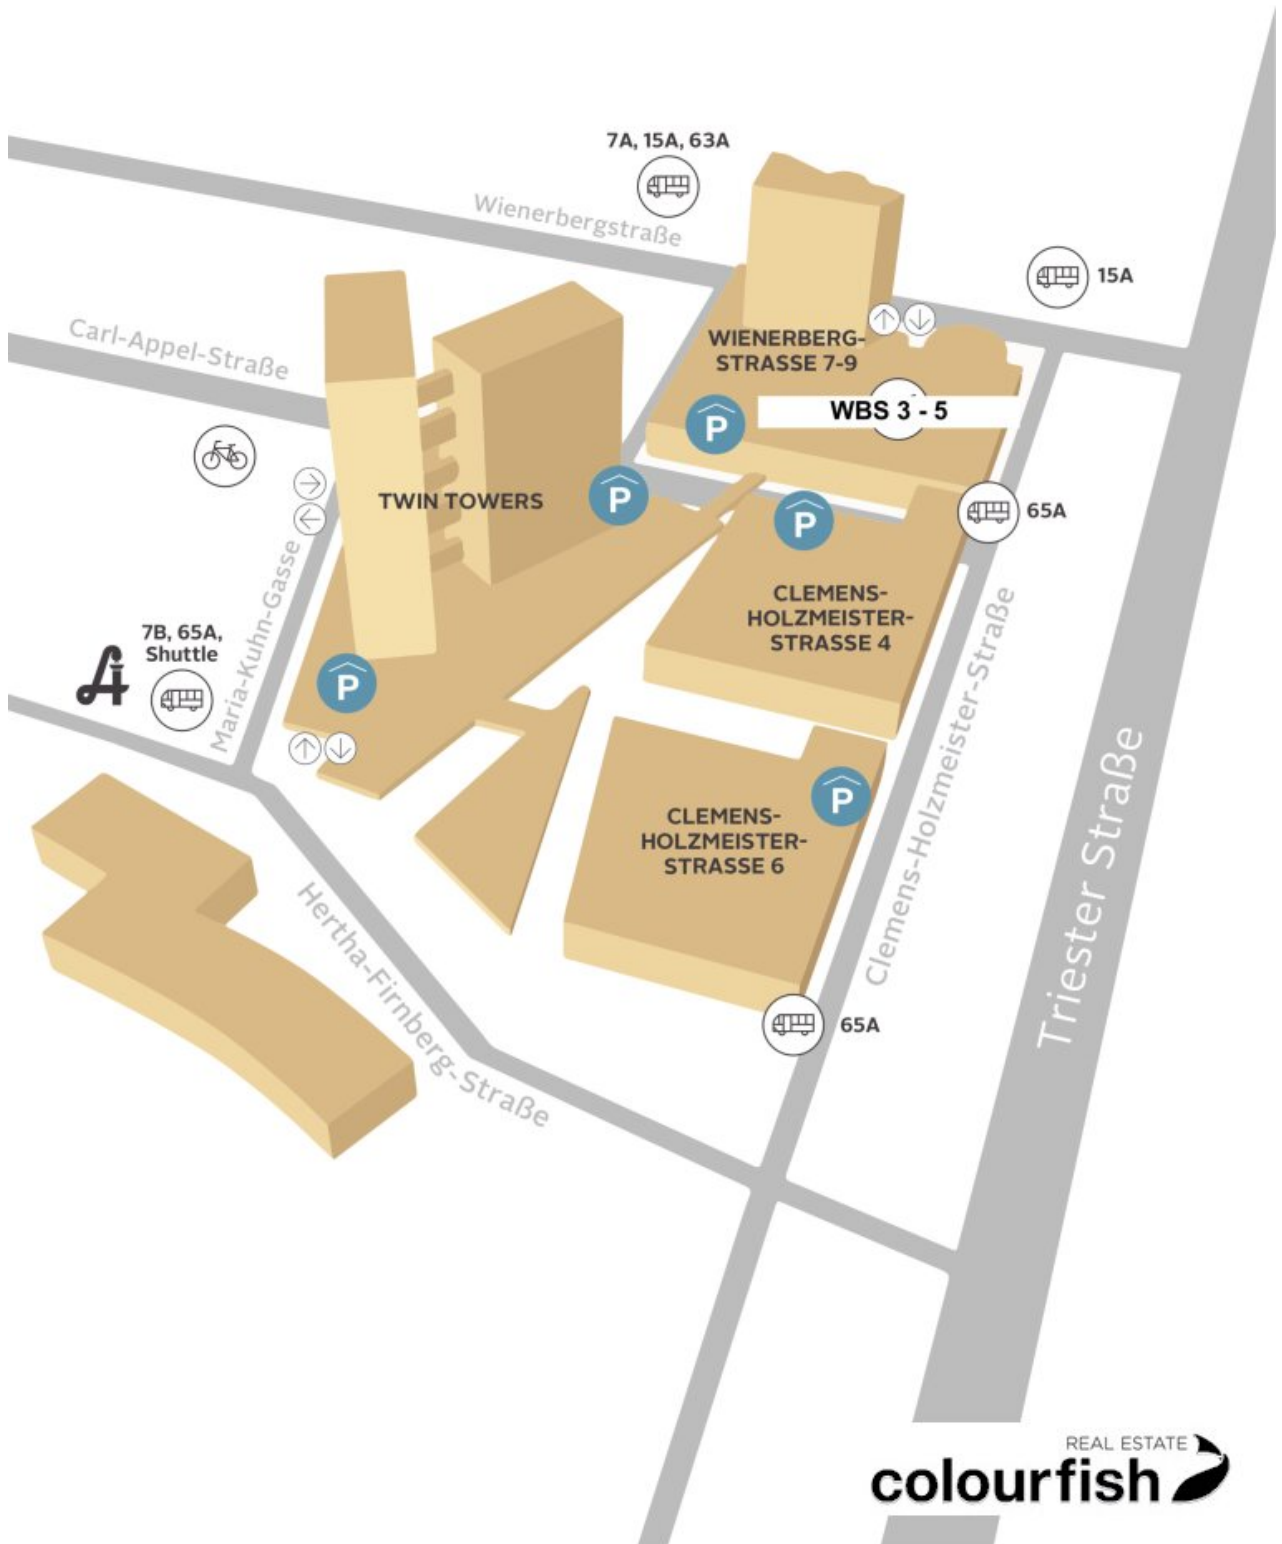 7A, 15A, 63A
Wienerbergstraße
15A
Carl-Appel-Straße
WIENERBERG-
STRASSE 7-9
WBS 3 - 5
P
TWIN TOWERS
P
P
65A
CLEMENS-
HOLZMEISTER-
STRASSE 4
Maria-Kuhn-Gasse
7B, 65A,
Shuttle
P
Clemens-Holzmeister-Straße
Triester Straße
P
CLEMENS-
HOLZMEISTER-
STRASSE 6
Hertha-Firnberg-Straße
65A
REAL ESTATE
colourfish